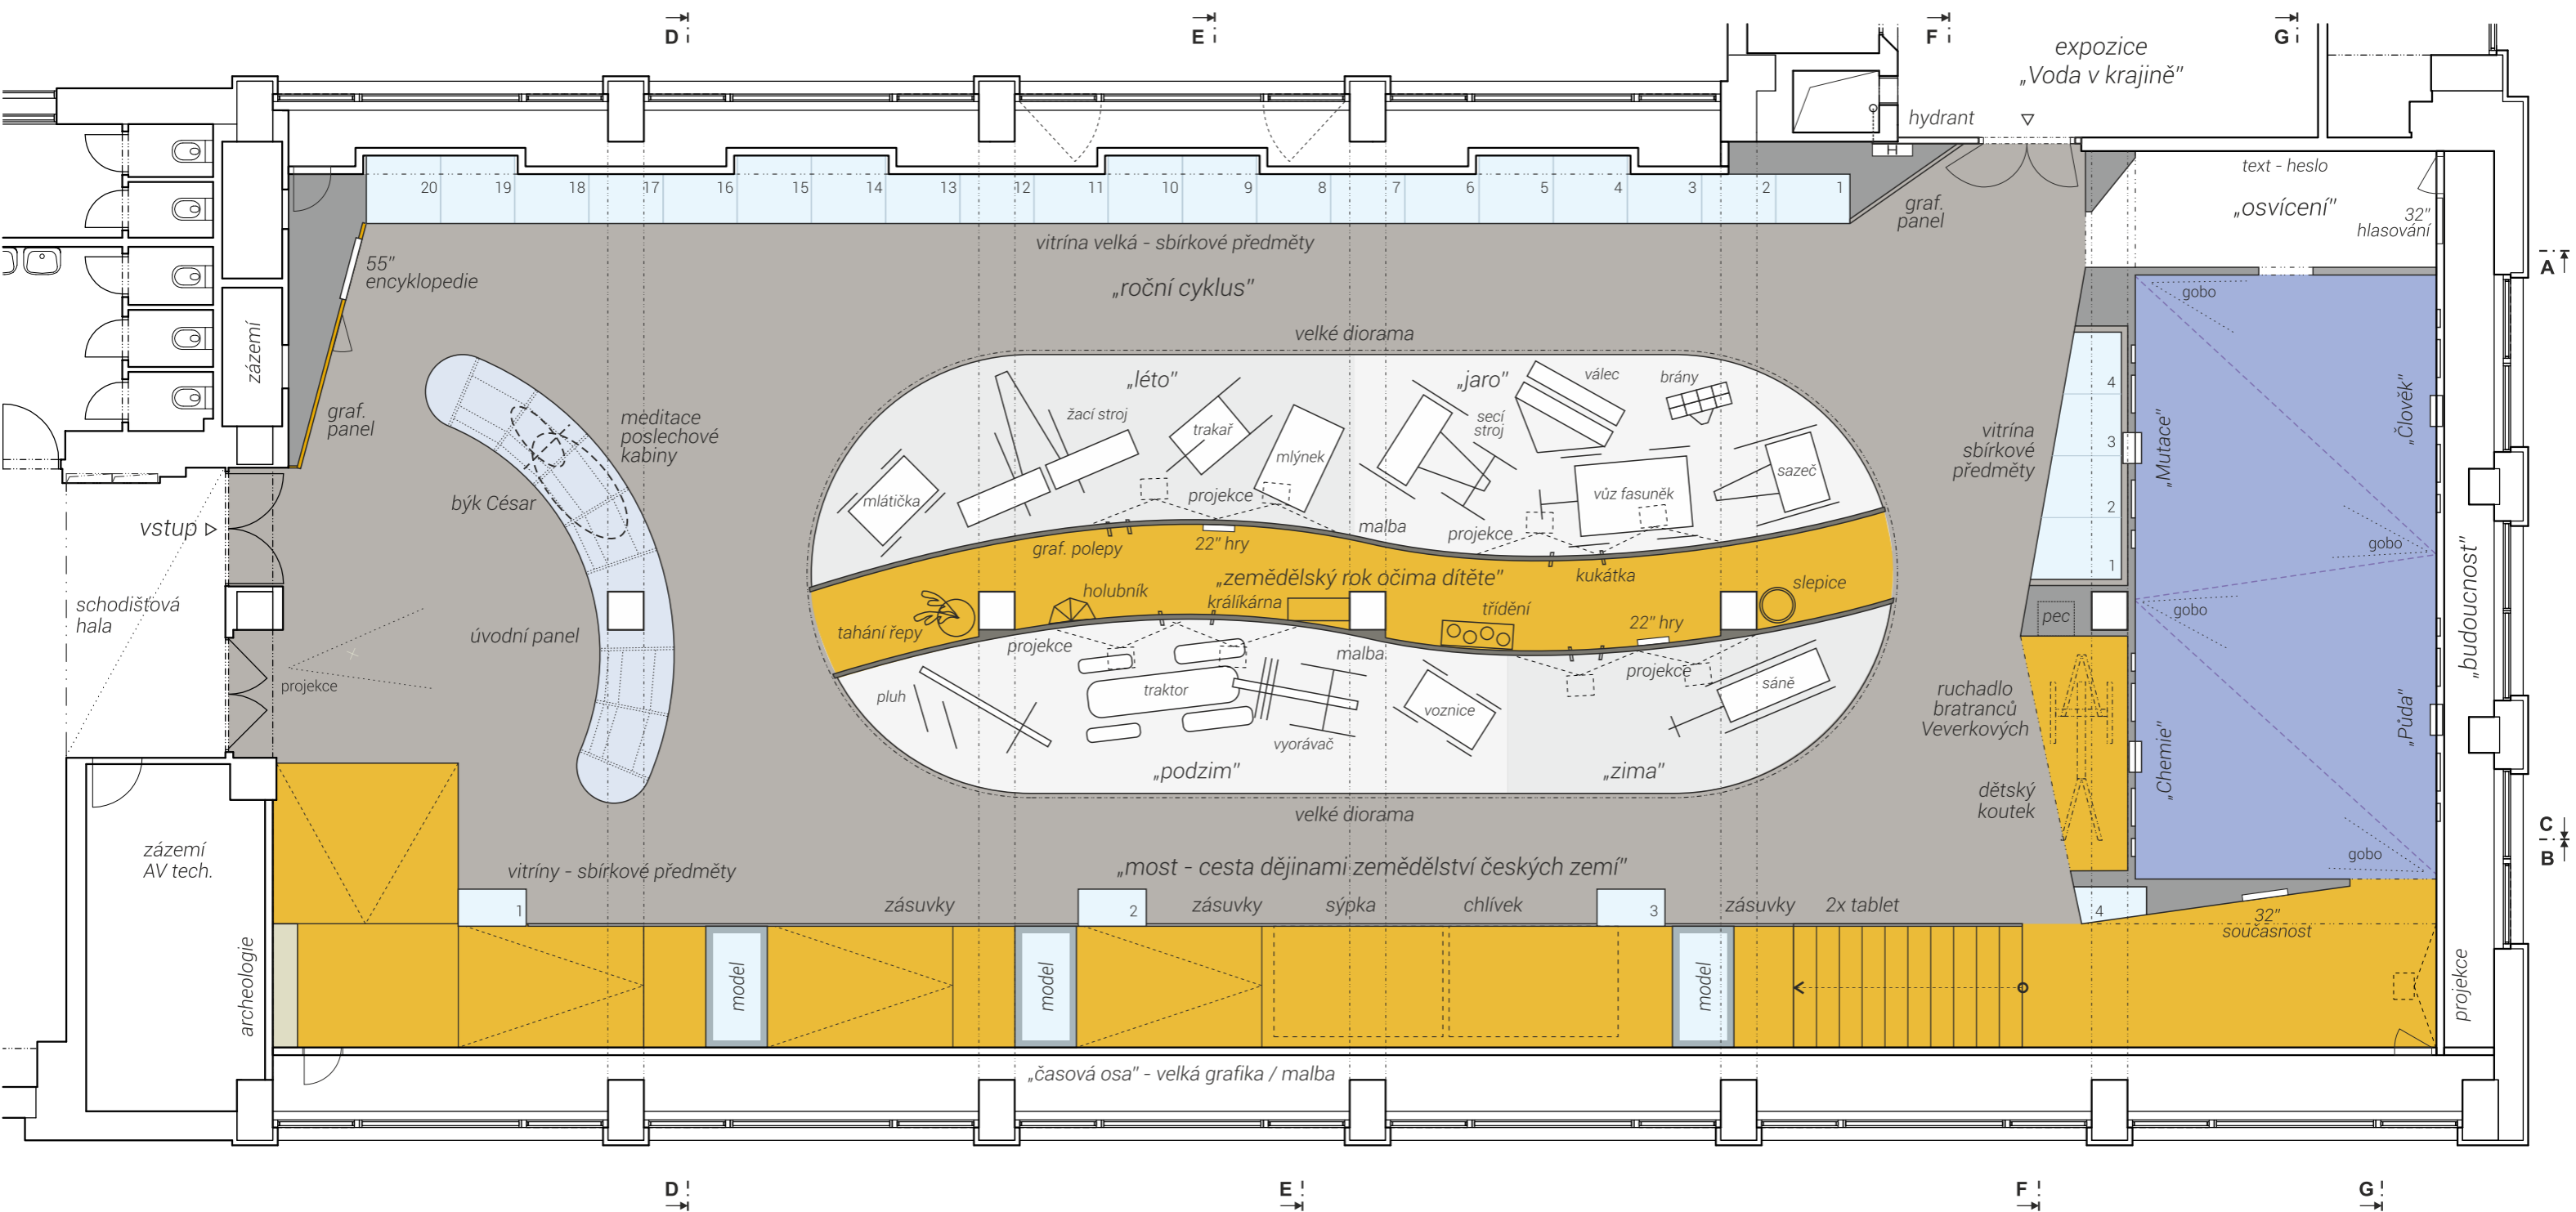 D
E
F
G
expozice
„Voda v krajině"
hydrant
H
text - heslo
„osvícení"
32"
hlasování
20
19
18
17
16
15
14
13
12
11
10
9
8
7
6
5
4
3
2
1
graf.
panel
vitrína velká - sbírkové předměty
„roční cyklus"
55"
encyklopedie
A
gobo
zázemí
velké diorama
graf.
panel
meditace
poslechové
kabiny
býk César
„léto"
žací stroj
trakař
mlýnek
mlátička
projekce
„jaro"
válec
brány
secí
stroj
vůz fasuněk
sazeč
projekce
malba
vitrína
sbírkové
předměty
4
3
2
1
„Mutace"
„Člověk"
vstup
graf. polepy
22" hry
gobo
„zemědělský rok očima dítěte"
kukátka
holubník
králíkárna
slepice
třídění
tahání řepy
22" hry
schodišťová
hala
úvodní panel
projekce
pec
gobo
„budoucnost"
projekce
malba
projekce
pluh
traktor
vyorávač
voznice
sáně
ruchadlo
bratranců
Veverkových
„Chemie"
„Půda"
„podzim"
„zima"
dětský
koutek
velké diorama
C
B
gobo
zázemí
AV tech.
vitríny - sbírkové předměty
„most - cesta dějinami zemědělství českých zemí"
1
zásuvky
2
zásuvky
sýpka
chlívek
3
zásuvky
2x tablet
4
32"
současnost
archeologie
model
model
model
projekce
„časová osa" - velká grafika / malba
D
E
F
G